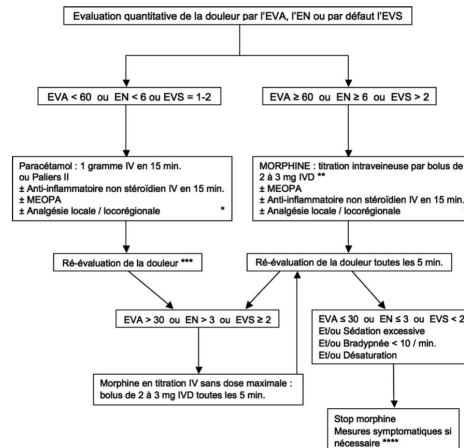 Evaluation quantitative de la douleur par l'EVA, l'EN ou par défaut l'EVS
EVA < 60 ou EN < 6 ou EVS = 1-2
EVA ≥ 60 ou EN ≥ 6 ou EVS > 2
Paracétamol : 1 gramme IV en 15 min.
ou Paliers II
± Anti-inflammatoire non stéroïdien IV en 15 min.
± MEOPA
± Analgésie locale / locorégionale *
MORPHINE : titration intraveineuse par bolus de
2 à 3 mg IVD **
± MEOPA
± Anti-inflammatoire non stéroïdien IV en 15 min.
± Analgésie locale / locorégionale *
Ré-évaluation de la douleur ***
Ré-évaluation de la douleur toutes les 5 min.
EVA > 30 ou EN > 3 ou EVS ≥ 2
EVA ≤ 30 ou EN ≤ 3 ou EVS < 2
Et/ou Sédation excessive
Et/ou Bradypnée < 10 / min.
Et/ou Désaturation
Morphine en titration IV sans dose maximale :
bolus de 2 à 3 mg IVD toutes les 5 min.
Stop morphine
Mesures symptomatiques si
nécessaire ****